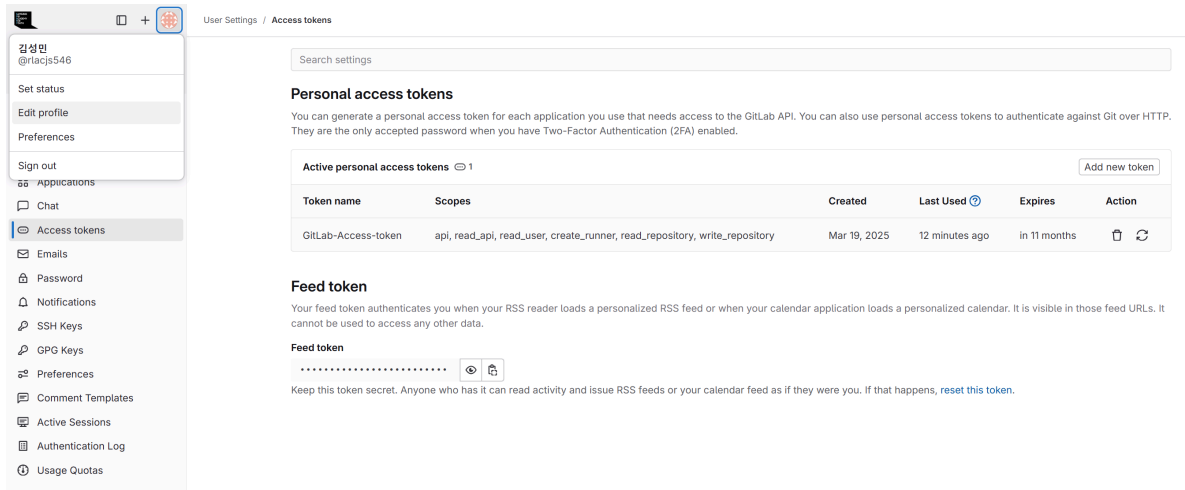 User Settings / Access tokens
김성민
@rlacjs546
Set status
Edit profile
Preferences
Sign out
Applications
Chat
Access tokens
Emails
Password
Notifications
SSH Keys
GPG Keys
Preferences
Comment Templates
Active Sessions
Authentication Log
Usage Quotas
Search settings
Personal access tokens
You can generate a personal access token for each application you use that needs access to the GitLab API. You can also use personal access tokens to authenticate against Git over HTTP.
They are the only accepted password when you have Two-Factor Authentication (2FA) enabled.
Active personal access tokens 1
Add new token
Token name Scopes Created Last Used Expires Action
GitLab-Access-token api, read_api, read_user, create_runner, read_repository, write_repository Mar 19, 2025 12 minutes ago in 11 months
Feed token
Your feed token authenticates you when your RSS reader loads a personalized RSS feed or when your calendar application loads a personalized calendar. It is visible in those feed URLs. It
cannot be used to access any other data.
Feed token
Keep this token secret. Anyone who has it can read activity and issue RSS feeds or your calendar feed as if they were you. If that happens, reset this token.